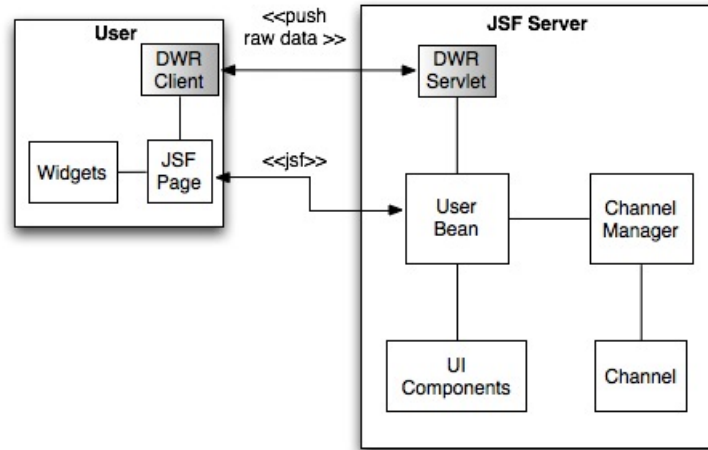 User
DWR
Client
Widgets
JSF
Page
<<push
raw data >>
<<jsf>>
JSF Server
DWR
Servlet
User
Bean
Channel
Manager
UI
Components
Channel